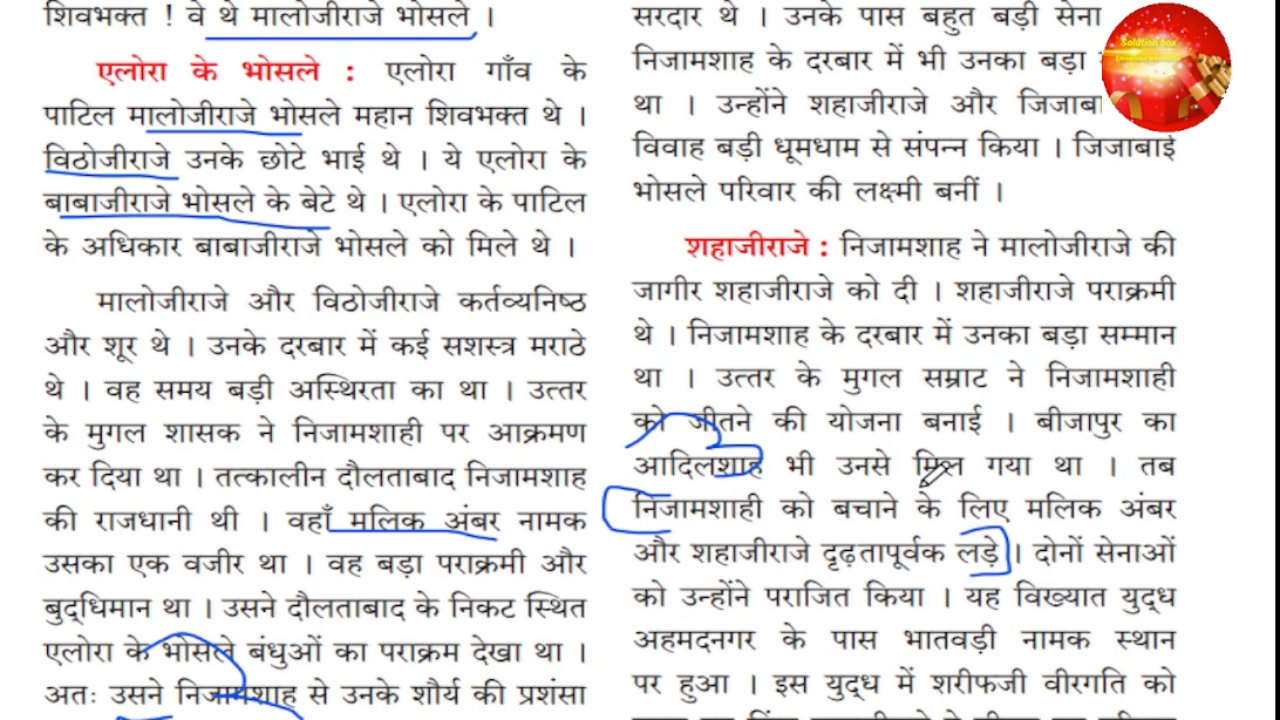 शिवभक्त ! वे थे मालोजीराजे भोसले ।
एलोरा के भोसले : एलोरा गाँव के
पाटिल मालोजीराजे भोसले महान शिवभक्त थे ।
विठोजीराजे उनके छोटे भाई थे । ये एलोरा के
बाबाजीराजे भोसले के बेटे थे । एलोरा के पाटिल
के अधिकार बाबाजीराजे भोसले को मिले थे ।
मालोजीराजे और विठोजीराजे कर्तव्यनिष्ठ
और शूर थे । उनके दरबार में कई सशस्त्र मराठे
थे । वह समय बड़ी अस्थिरता का था । उत्तर
के मुगल शासक ने निजामशाही पर आक्रमण
कर दिया था । तत्कालीन दौलताबाद निजामशाह
की राजधानी थी । वहाँ मलिक अंबर नामक
उसका एक वजीर था । वह बड़ा पराक्रमी और
बुद्धिमान था । उसने दौलताबाद के निकट स्थित
एलोरा के भोसले बंधुओं का पराक्रम देखा था ।
अतः उसने निजामशाह से उनके शौर्य की प्रशंसा
सरदार थे । उनके पास बहुत बड़ी सेना
निजामशाह के दरबार में भी उनका बड़ा
था । उन्होंने शहाजीराजे और जिजाबा
विवाह बड़ी धूमधाम से संपन्न किया । जिजाबाई
भोसले परिवार की लक्ष्मी बनीं ।
शहाजीराजे : निजामशाह ने मालोजीराजे की
जागीर शहाजीराजे को दी । शहाजीराजे पराक्रमी
थे । निजामशाह के दरबार में उनका बड़ा सम्मान
था । उत्तर के मुगल सम्राट ने निजामशाही
को जीतने की योजना बनाई । बीजापुर का
आदिलशाह भी उनसे मिल गया था । तब
निजामशाही को बचाने के लिए मलिक अंबर
और शहाजीराजे दृढ़तापूर्वक लड़े । दोनों सेनाओं
को उन्होंने पराजित किया । यह विख्यात युद्ध
अहमदनगर के पास भातवड़ी नामक स्थान
पर हुआ । इस युद्ध में शरीफजी वीरगति को
Solution box